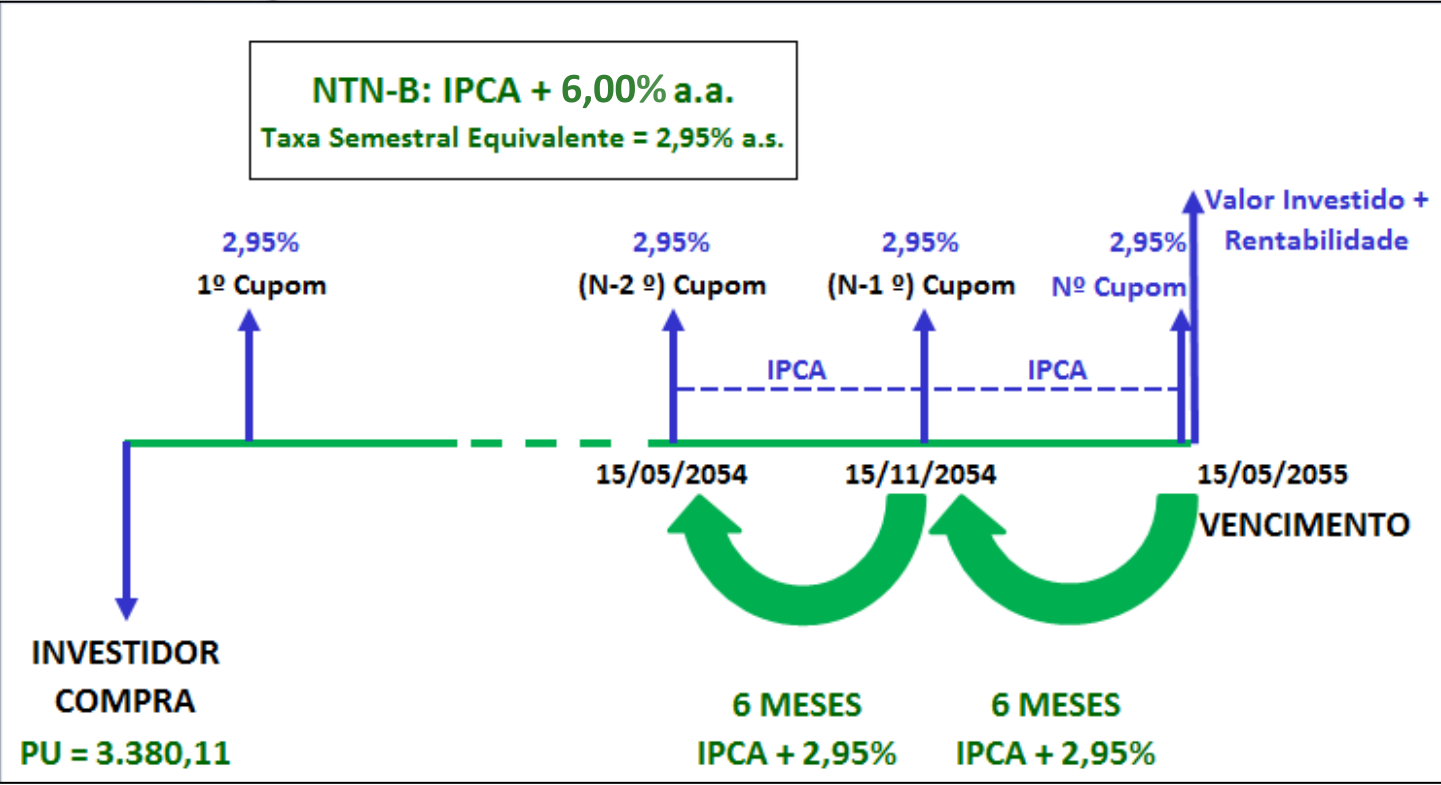 NTN-B: IPCA + 6,00% a.a.
Taxa Semestral Equivalente = 2,95% a.s.
Valor Investido +
Rentabilidade
2,95%
1º Cupom
2,95%
(N-2 º) Cupom
2,95%
(N-1 º) Cupom
2,95%
Nº Cupom
IPCA
IPCA
15/05/2054
15/11/2054
15/05/2055
VENCIMENTO
INVESTIDOR
COMPRA
PU = 3.380,11
6 MESES
IPCA + 2,95%
6 MESES
IPCA + 2,95%